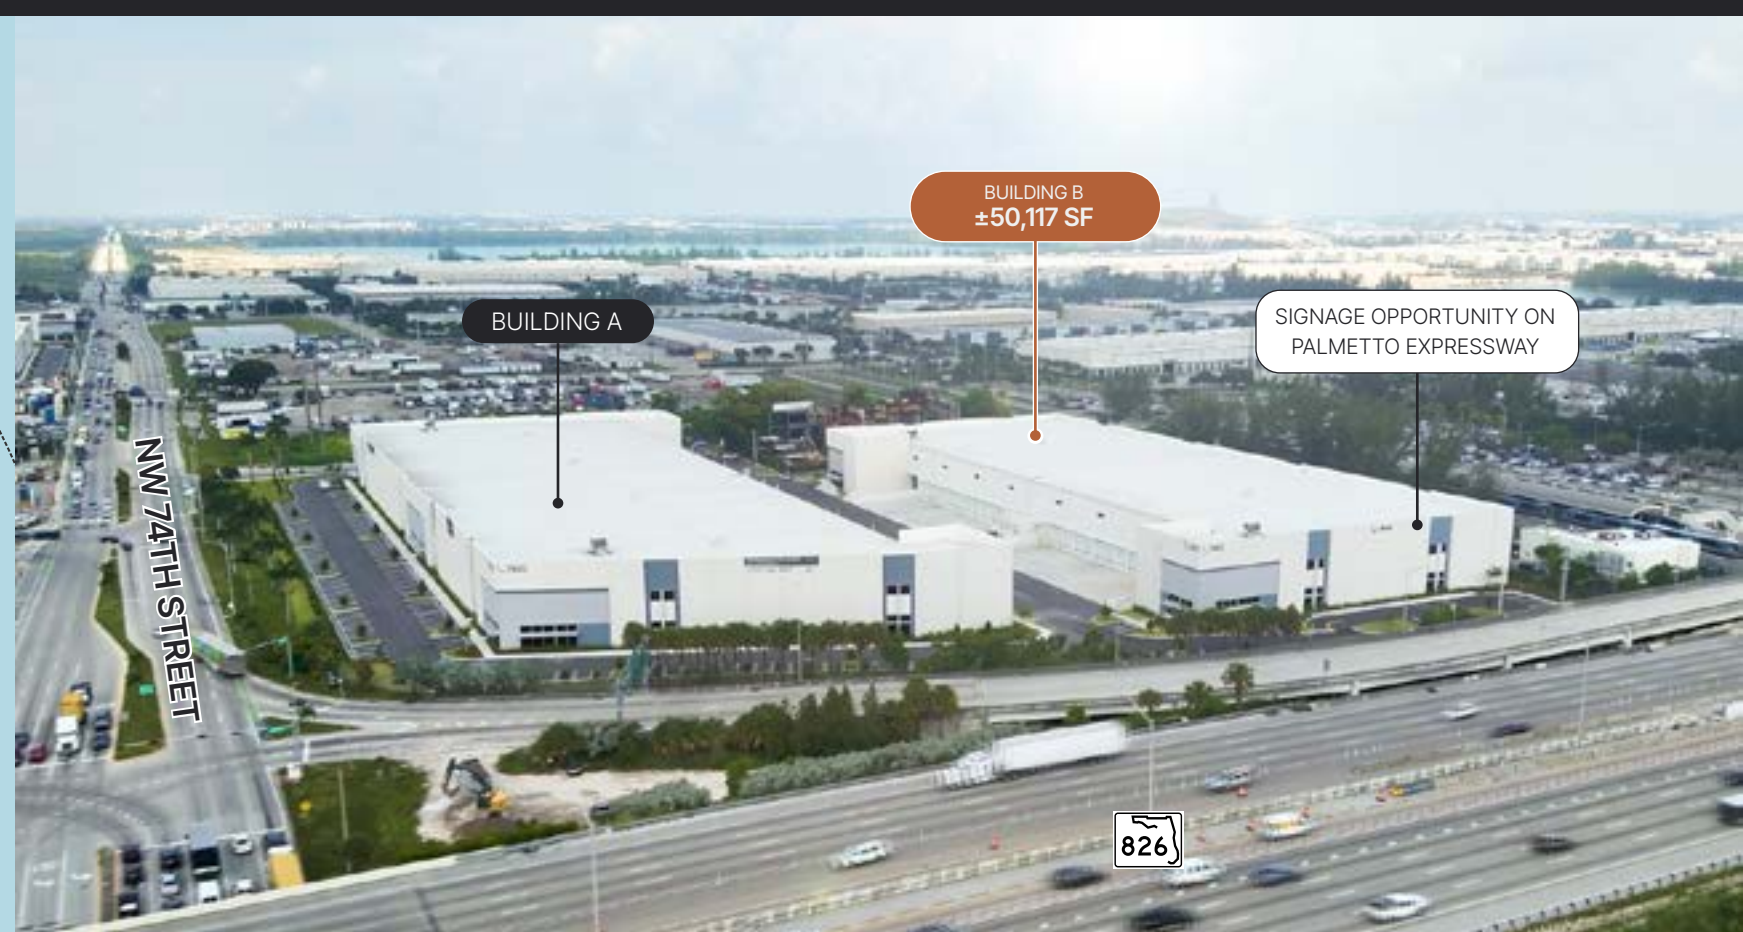 BUILDING B
±50,117 SF
BUILDING A
SIGNAGE OPPORTUNITY ON
PALMETTO EXPRESSWAY
NW 74TH STREET
826